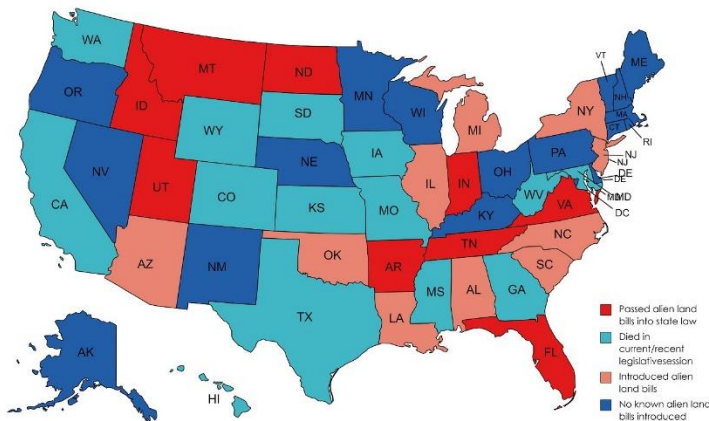 WA
OR
CA
NV
ID
MT
WY
UT
AZ
CO
NM
ND
SD
NE
KS
OK
TX
MN
IA
MO
AR
LA
WI
IL
MI
IN
OH
KY
TN
MS
AL
GA
FL
SC
NC
VA
WV
PA
NY
VT
NH
ME
MA
CT
RI
NJ
NJ
DE
DE
MD
DC
AK
HI
Passed alien land
bills into state law
Died in
current/recent
legislativesession
Introduced alien
land bills
No known alien land
bills introduced